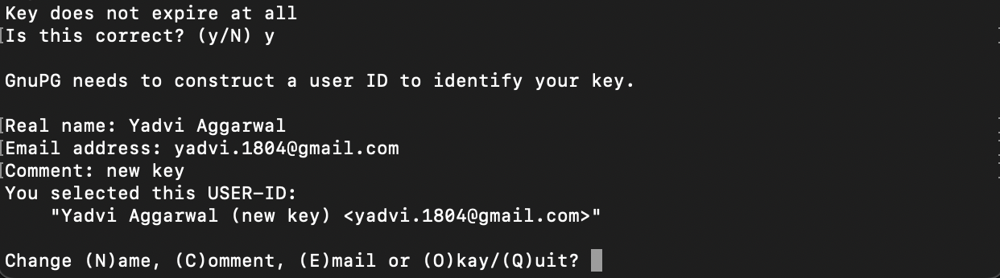 Key does not expire at all
Is this correct? (y/N) y
GnuPG needs to construct a user ID to identify your key.
Real name: Yadvi Aggarwal
Email address: yadvi.1804@gmail.com
Comment: new key
You selected this USER-ID:
"Yadvi Aggarwal (new key) <yadvi.1804@gmail.com>"
Change (N)ame, (C)omment, (E)mail or (O)kay/(Q)uit?